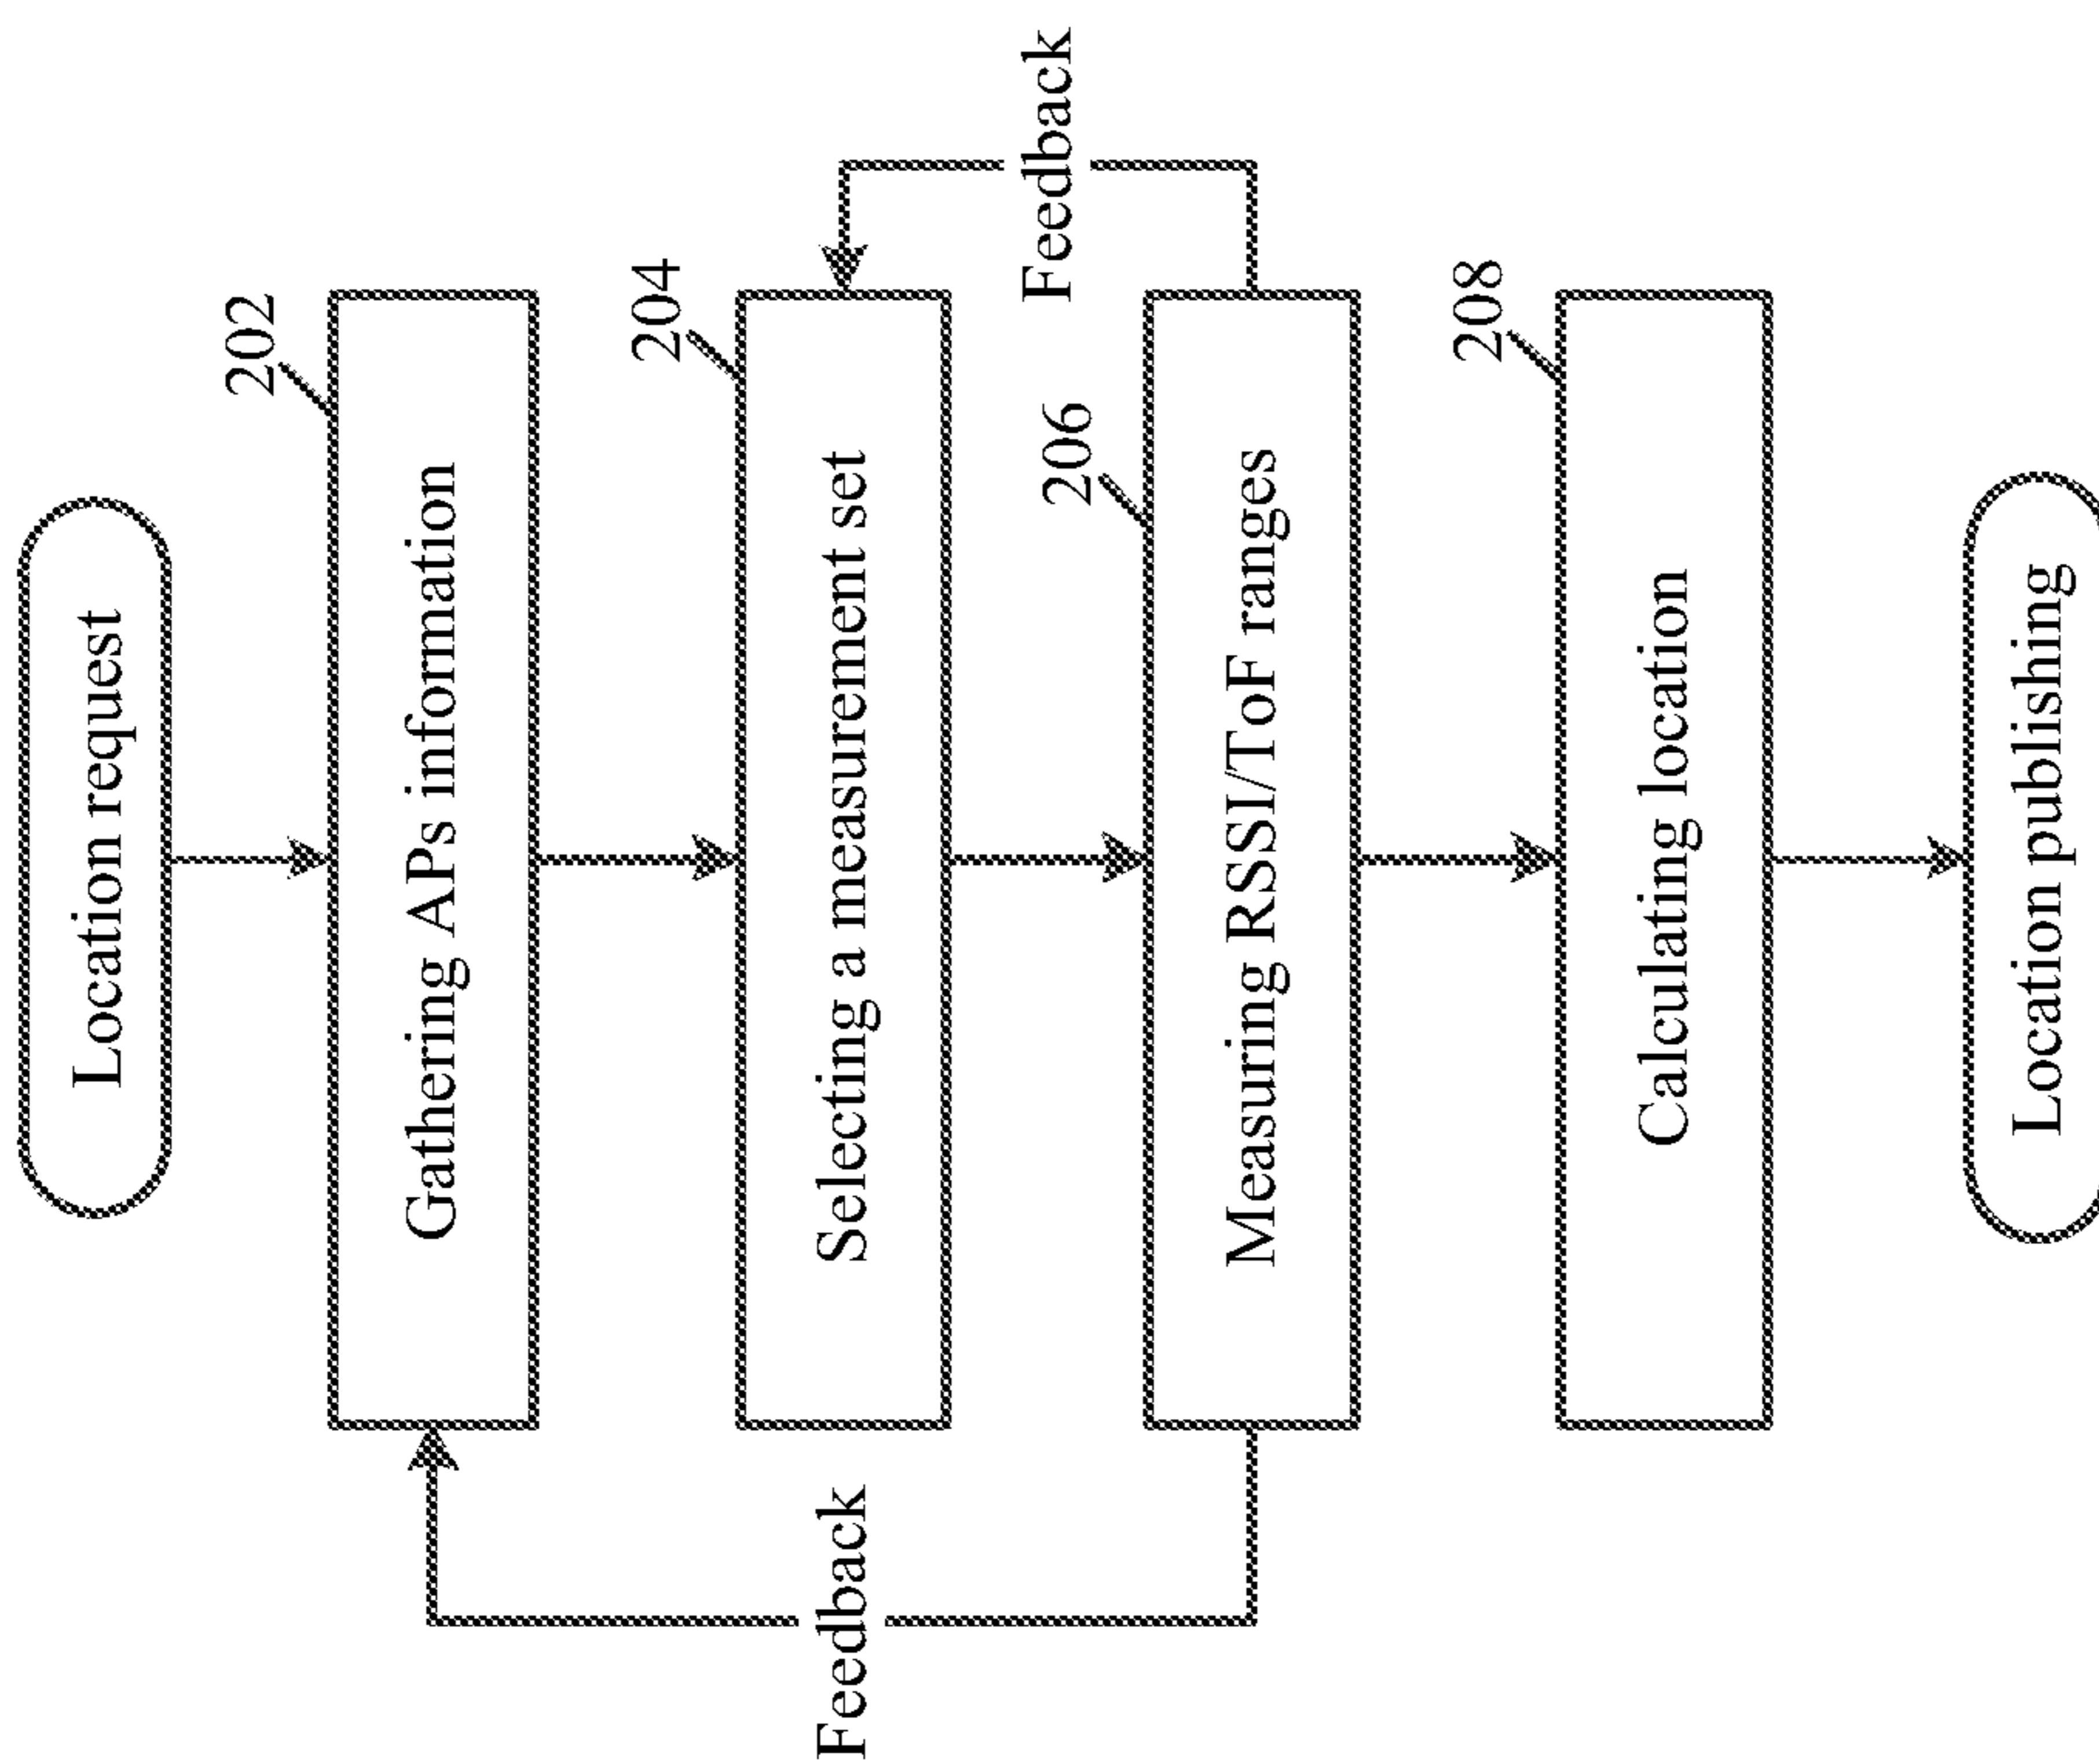 Location request
202
Gathering APs information
204
Selecting a measurement set
Feedback
Feedback
206
Measuring RSSI/ToF ranges
208
Calculating location
Location publishing